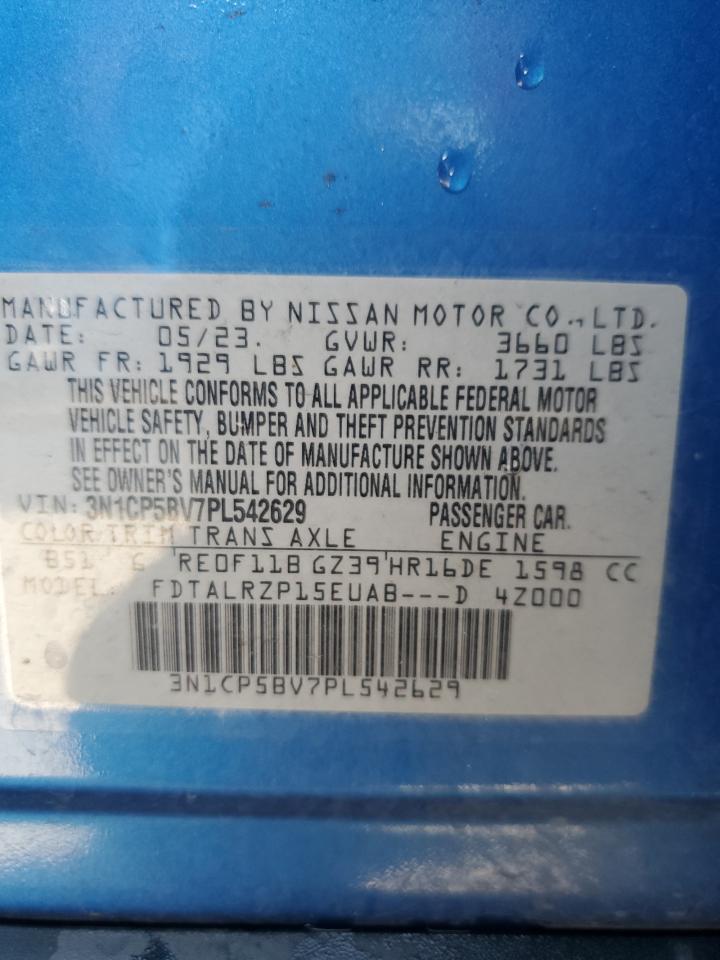 MANUFACTURED BY NISSAN MOTOR CO., LTD.
DATE: 05/23. GVWR: 3660 LBS
GAWR FR: 1929 LBS GAWR RR: 1731 LBS
THIS VEHICLE CONFORMS TO ALL APPLICABLE FEDERAL MOTOR
VEHICLE SAFETY, BUMPER AND THEFT PREVENTION STANDARDS
IN EFFECT ON THE DATE OF MANUFACTURE SHOWN ABOVE.
SEE OWNER'S MANUAL FOR ADDITIONAL INFORMATION.
VIN: 3N1CP5BV7PL542629 PASSENGER CAR.
COLOR TRIM TRANS AXLE ENGINE
B51 G RE0F11B GZ39 HR16DE 1598 CC
MODEL: FDTALRZP15EUAB---D 4Z000
3N1CP5BV7PL542629